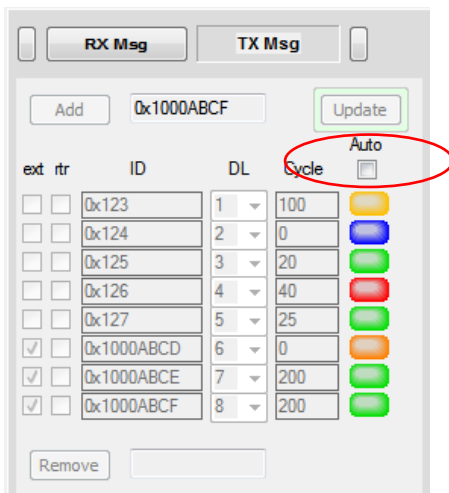 RX Msg TX Msg
Add 0x1000ABCF Update
Auto
ext rtr ID DL Cycle
0x123 1 100
0x124 2 0
0x125 3 20
0x126 4 40
0x127 5 25
0x1000ABCD 6 0
0x1000ABCE 7 200
0x1000ABCF 8 200
Remove